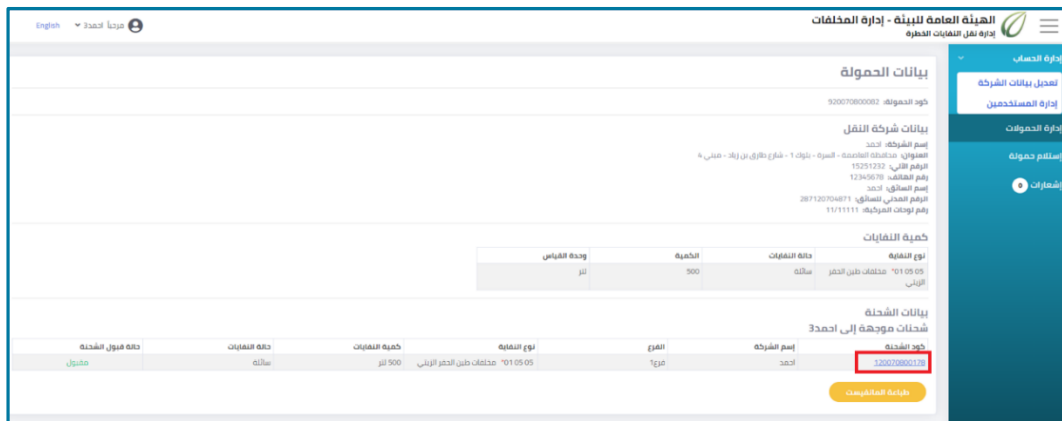 الهيئة العامة للبيئة - إدارة المخلفات
إدارة نقل النفايات الخطرة
مرحباً احمد3
English
إدارة الحساب
تعديل بيانات الشركة
إدارة المستخدمين
إدارة الحمولات
إستلام حمولة
إشعارات 0
بيانات الحمولة
كود الحمولة: 920070800082
بيانات شركة النقل
إسم الشركة: احمد
العنوان: محافظة العاصمة - السرة - بلوك 1 - شارع طارق بن زياد - مبنى 4
الرقم الآلي: 15251232
رقم الهاتف: 12345678
إسم السائق: احمد
الرقم المدني للسائق: 287120704871
رقم لوحات المركبة: 11/11111
كمية النفايات
نوع النفاية حالة النفايات الكمية وحدة القياس
01 05 05* مخلفات طين الحفر الزيتي سائلة 500 لتر
بيانات الشحنة
شحنات موجهة إلى احمد3
كود الشحنة إسم الشركة الفرع نوع النفاية كمية النفايات حالة النفايات حالة قبول الشحنة
120070800178 احمد فرع1 01 05 05* مخلفات طين الحفر الزيتي 500 لتر سائلة مقبول
طباعة المانفيست